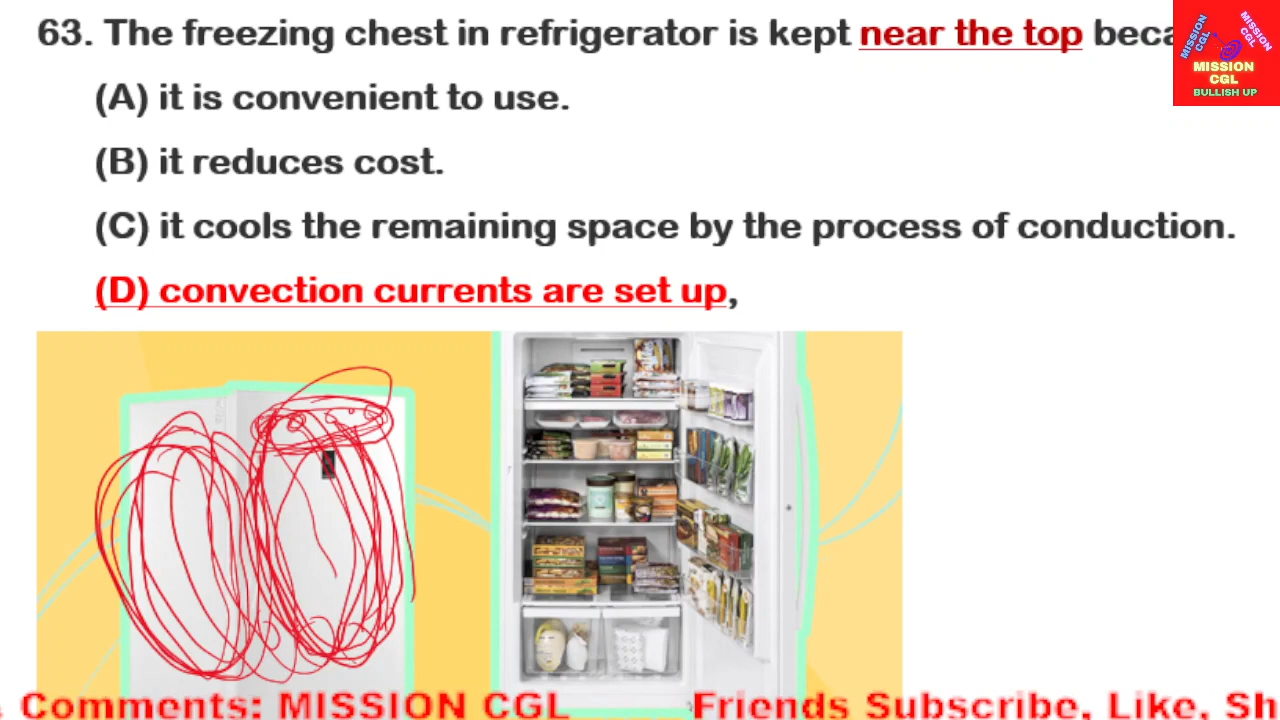 63. The freezing chest in refrigerator is kept near the top beca
(A) it is convenient to use.
(B) it reduces cost.
(C) it cools the remaining space by the process of conduction.
(D) convection currents are set up,
MISSION CGL
MISSION CGL
MISSION
CGL
BULLISH UP
Comments: MISSION CGL Friends Subscribe, Like, Sh